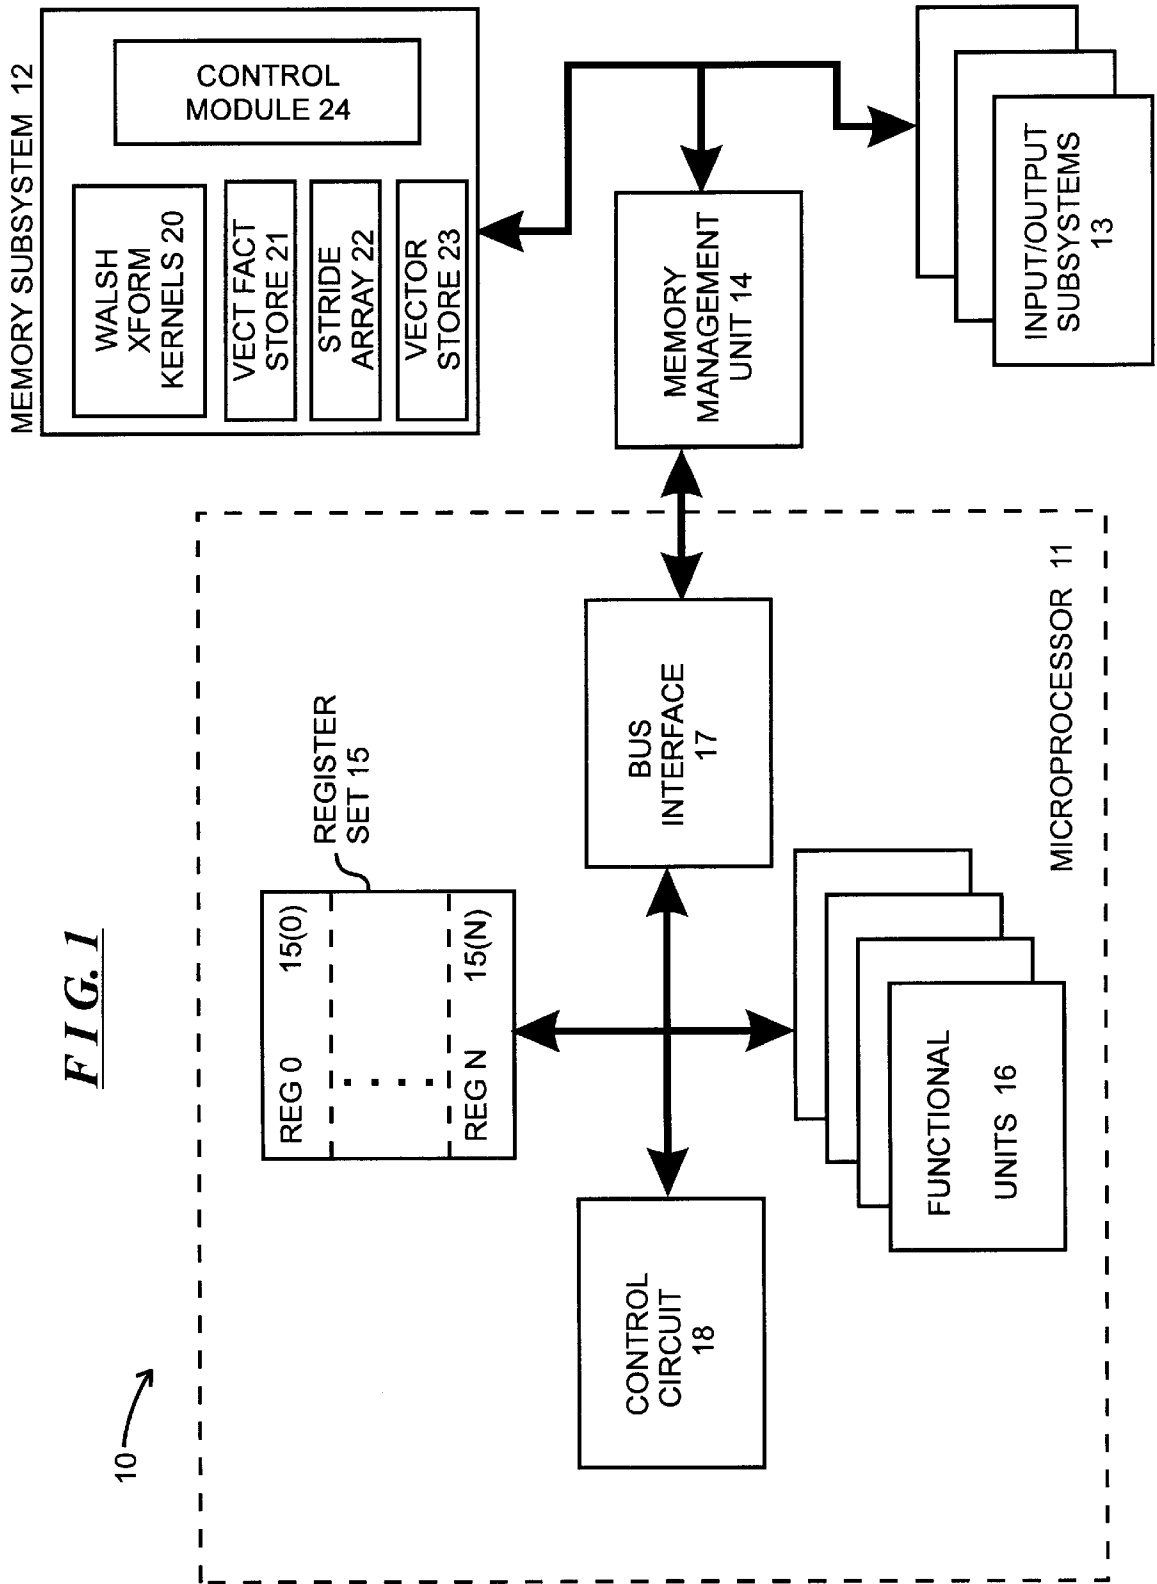 F I G. 1
10
REG 0 15(0)
REG N 15(N)
REGISTER
SET 15
CONTROL
CIRCUIT
18
BUS
INTERFACE
17
FUNCTIONAL
UNITS 16
MICROPROCESSOR 11
MEMORY SUBSYSTEM 12
WALSH
XFORM
KERNELS 20
VECT FACT
STORE 21
STRIDE
ARRAY 22
VECTOR
STORE 23
CONTROL
MODULE 24
MEMORY
MANAGEMENT
UNIT 14
INPUT/OUTPUT
SUBSYSTEMS
13